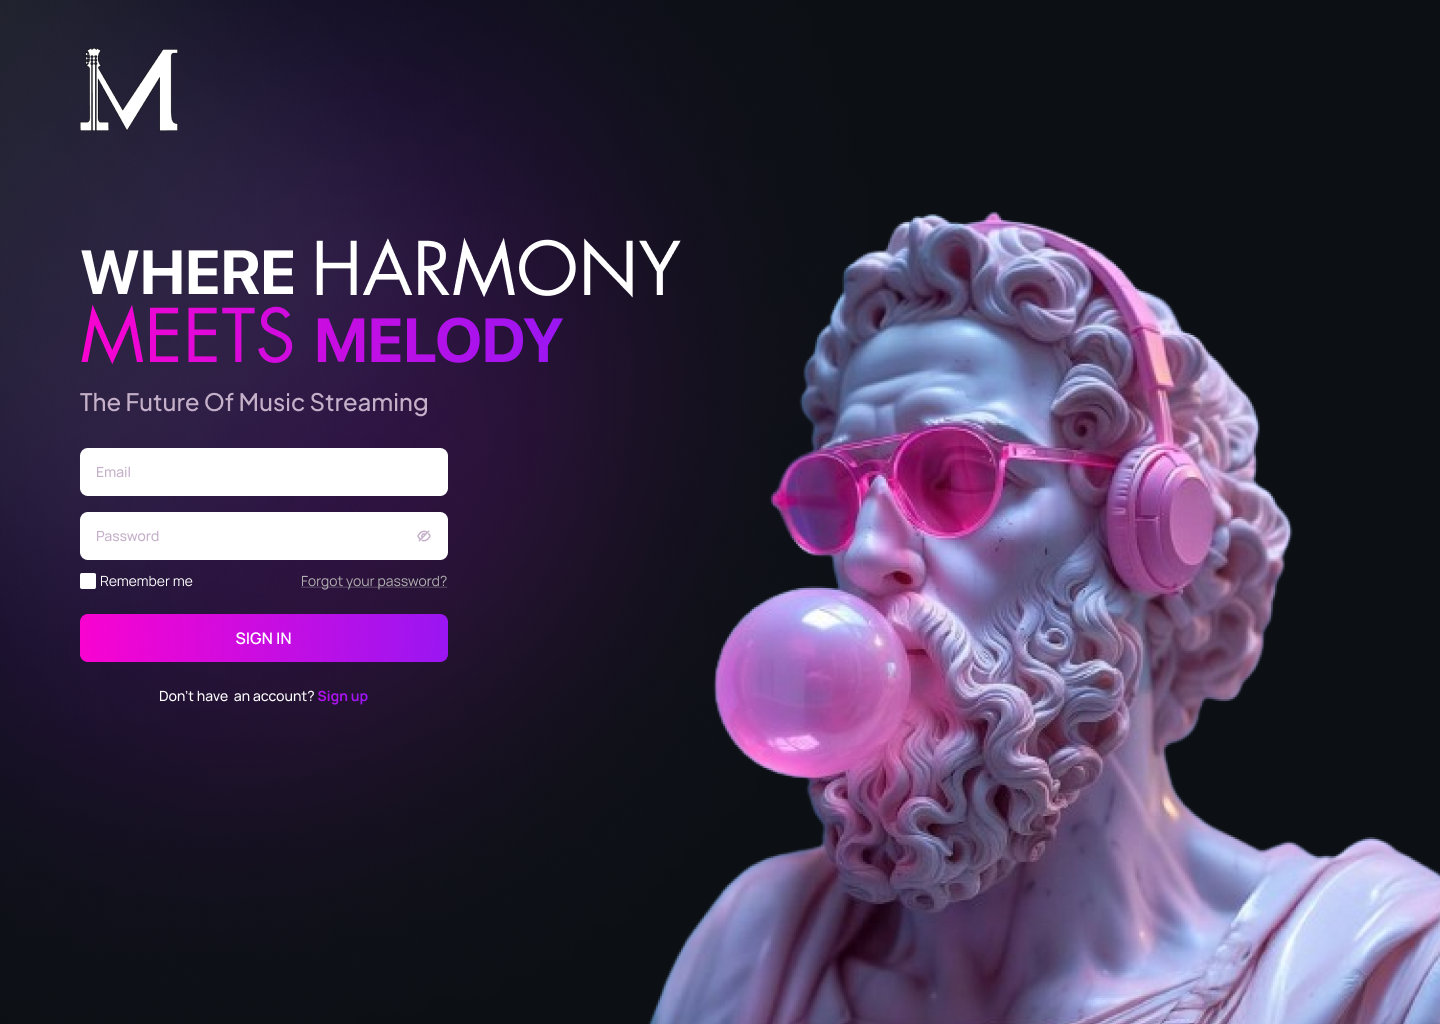 M
WHERE HARMONY
MEETS MELODY
The Future Of Music Streaming
Email
Password
Remember me
Forgot your password?
SIGN IN
Don't have an account? Sign up